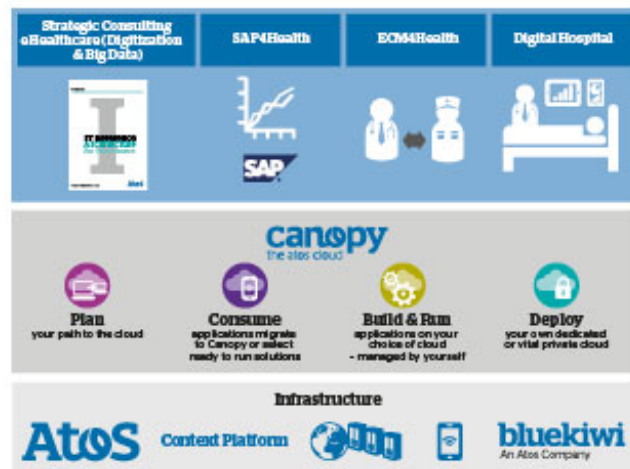 Strategic Consulting
eHealthcare (Digitization
& Big Data)
SAP4Health
ECM4Health
Digital Hospital
SAP
Atos
canopy
the atos cloud
Plan
your path to the cloud
Consume
applications migrate
to Canopy or select
ready to run solutions
Build & Run
applications on your
choice of cloud
- managed by yourself
Deploy
your own dedicated
or vital private cloud
Infrastructure
Atos
Context Platform
bluekiwi
An Atos Company